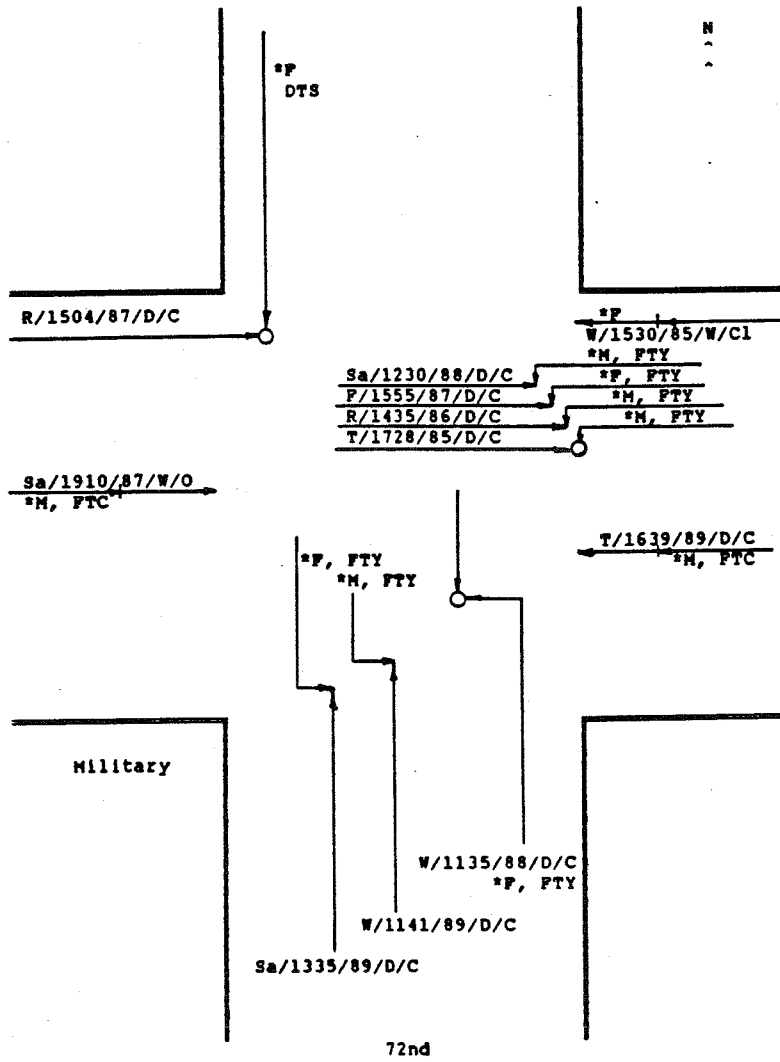 N
^
^
*F
DTS
R/1504/87/D/C
*F
W/1530/85/W/Cl
*M, FTY
Sa/1230/88/D/C
*F, FTY
F/1555/87/D/C
*M, FTY
R/1435/86/D/C
*M, FTY
T/1728/85/D/C
Sa/1910/87/W/O
*M, FTC
T/1639/89/D/C
*M, FTC
*F, FTY
*M, FTY
Military
W/1135/88/D/C
*F, FTY
W/1141/89/D/C
Sa/1335/89/D/C
72nd